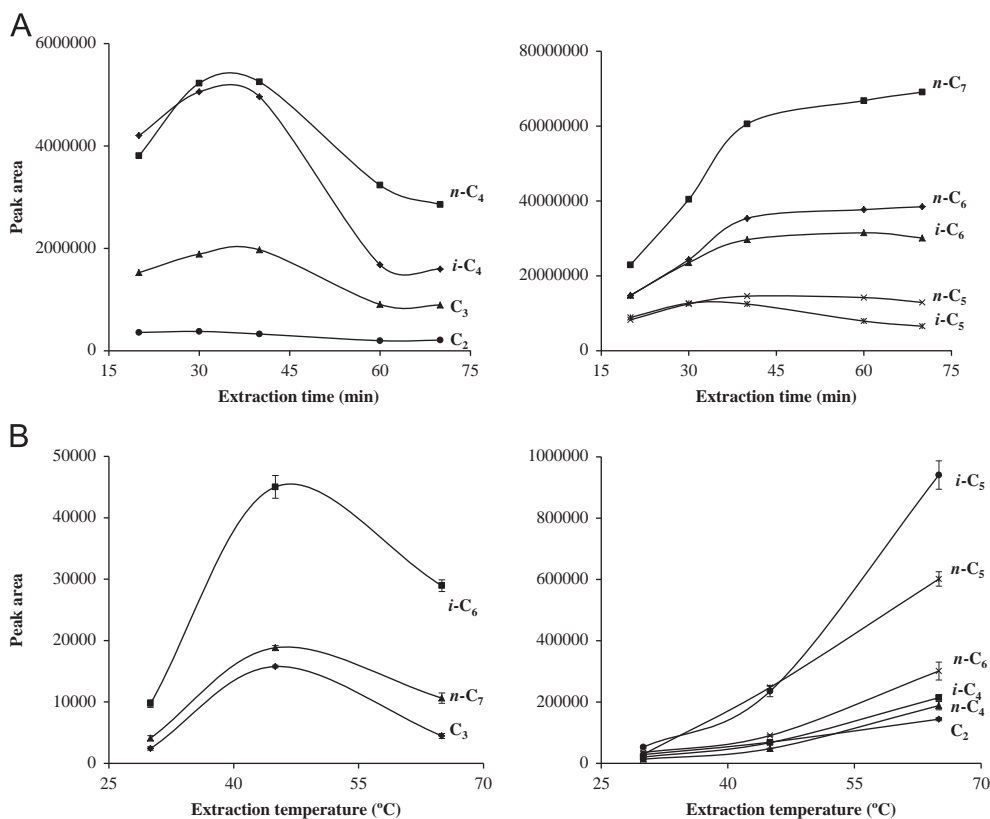 A
6000000
4000000
2000000
0
Peak area
15 30 45 60 75
Extraction time (min)
n-C4
i-C4
C3
C2
80000000
60000000
40000000
20000000
0
15 30 45 60 75
Extraction time (min)
n-C7
n-C6
i-C6
n-C5
i-C5
B
50000
40000
30000
20000
10000
0
Peak area
25 40 55 70
Extraction temperature (ºC)
i-C6
n-C7
C3
1000000
800000
600000
400000
200000
0
25 40 55 70
Extraction temperature (ºC)
i-C5
n-C5
n-C6
i-C4
n-C4
C2